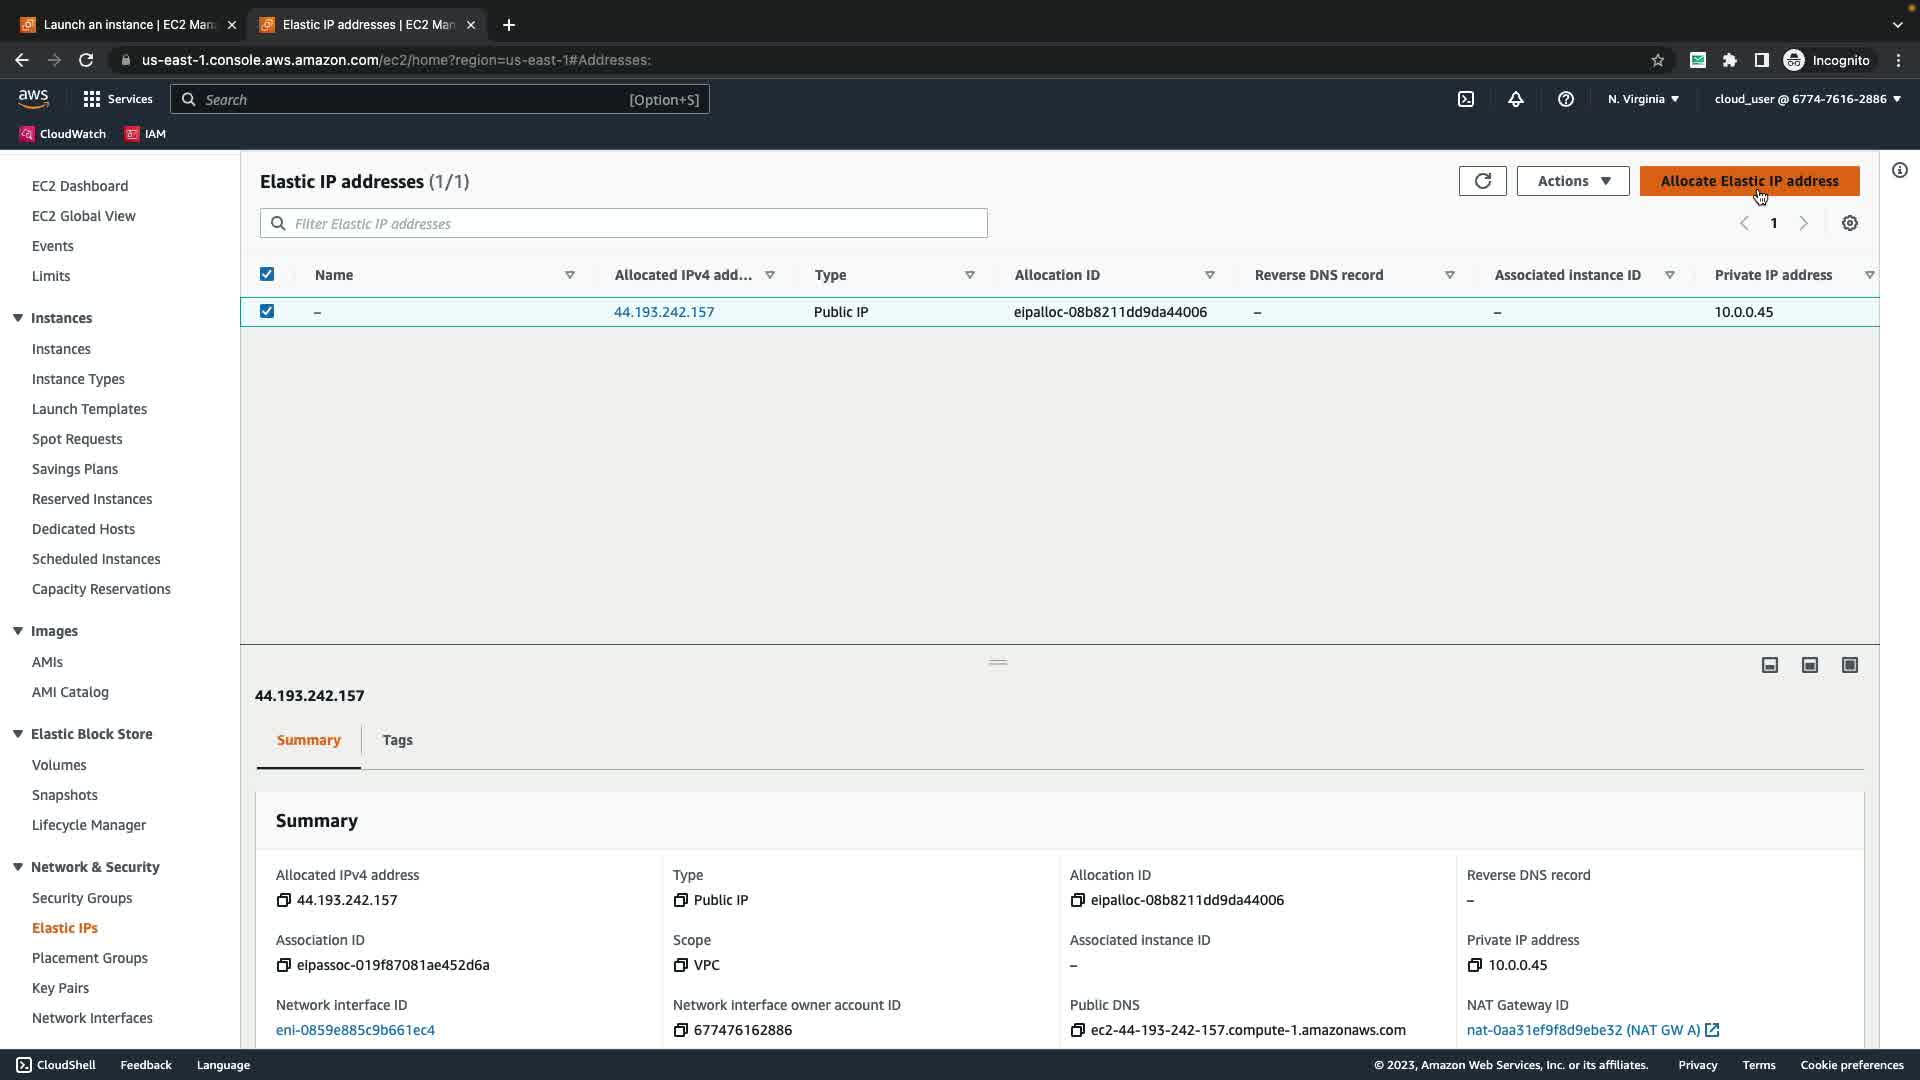 Launch an instance | EC2 Man
Elastic IP addresses | EC2 Man
us-east-1.console.aws.amazon.com/ec2/home?region=us-east-1#Addresses:
Incognito
aws
Services
Search
[Option+S]
N. Virginia
cloud_user @ 6774-7616-2886
CloudWatch
IAM
EC2 Dashboard
EC2 Global View
Events
Limits
Instances
Instances
Instance Types
Launch Templates
Spot Requests
Savings Plans
Reserved Instances
Dedicated Hosts
Scheduled Instances
Capacity Reservations
Images
AMIs
AMI Catalog
Elastic Block Store
Volumes
Snapshots
Lifecycle Manager
Network & Security
Security Groups
Elastic IPs
Placement Groups
Key Pairs
Network Interfaces
Elastic IP addresses (1/1)
Actions
Allocate Elastic IP address
Filter Elastic IP addresses
1
Name Allocated IPv4 add... Type Allocation ID Reverse DNS record Associated instance ID Private IP address
– 44.193.242.157 Public IP eipalloc-08b8211dd9da44006 – – 10.0.0.45
44.193.242.157
Summary Tags
Summary
Allocated IPv4 address Type Allocation ID Reverse DNS record
44.193.242.157 Public IP eipalloc-08b8211dd9da44006 –
Association ID Scope Associated instance ID Private IP address
eipassoc-019f87081ae452d6a VPC – 10.0.0.45
Network interface ID Network interface owner account ID Public DNS NAT Gateway ID
eni-0859e885c9b661ec4 677476162886 ec2-44-193-242-157.compute-1.amazonaws.com nat-0aa31ef9f8d9ebe32 (NAT GW A)
CloudShell Feedback Language © 2023, Amazon Web Services, Inc. or its affiliates. Privacy Terms Cookie preferences